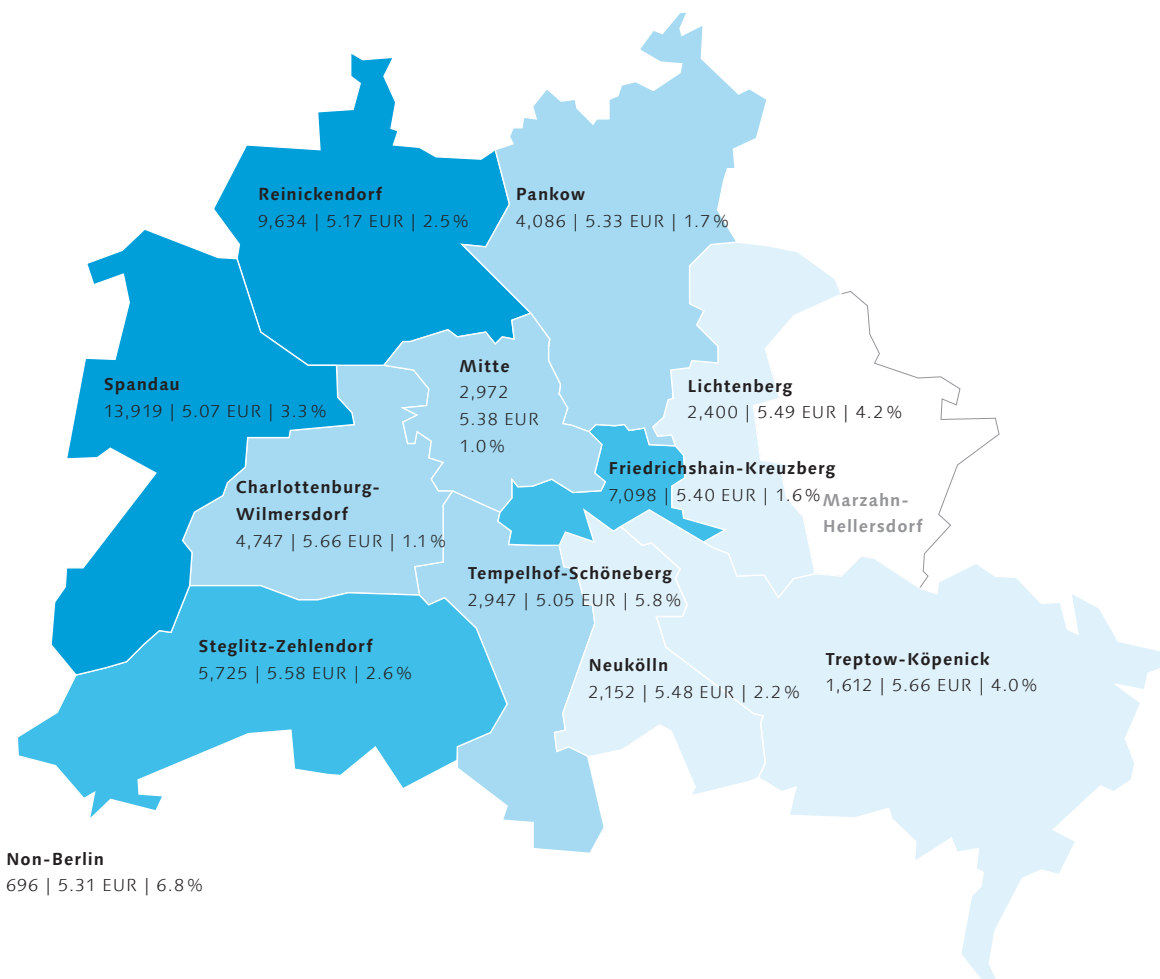 Reinickendorf
9,634 | 5.17 EUR | 2.5%
Pankow
4,086 | 5.33 EUR | 1.7%
Spandau
13,919 | 5.07 EUR | 3.3%
Mitte
2,972
5.38 EUR
1.0%
Lichtenberg
2,400 | 5.49 EUR | 4.2%
Friedrichshain-Kreuzberg
7,098 | 5.40 EUR | 1.6%
Marzahn-
Hellersdorf
Charlottenburg-
Wilmersdorf
4,747 | 5.66 EUR | 1.1%
Tempelhof-Schöneberg
2,947 | 5.05 EUR | 5.8%
Steglitz-Zehlendorf
5,725 | 5.58 EUR | 2.6%
Neukölln
2,152 | 5.48 EUR | 2.2%
Treptow-Köpenick
1,612 | 5.66 EUR | 4.0%
Non-Berlin
696 | 5.31 EUR | 6.8%